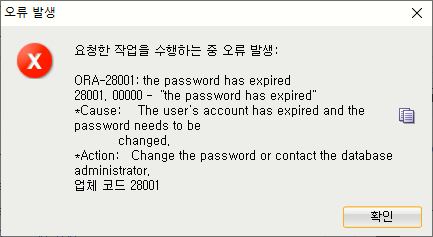 오류 발생
요청한 작업을 수행하는 중 오류 발생:
ORA-28001: the password has expired
28001, 00000 -  "the password has expired"
*Cause:    The user's account has expired and the
password needs to be
changed.
*Action:   Change the password or contact the database
administrator.
업체 코드 28001
확인